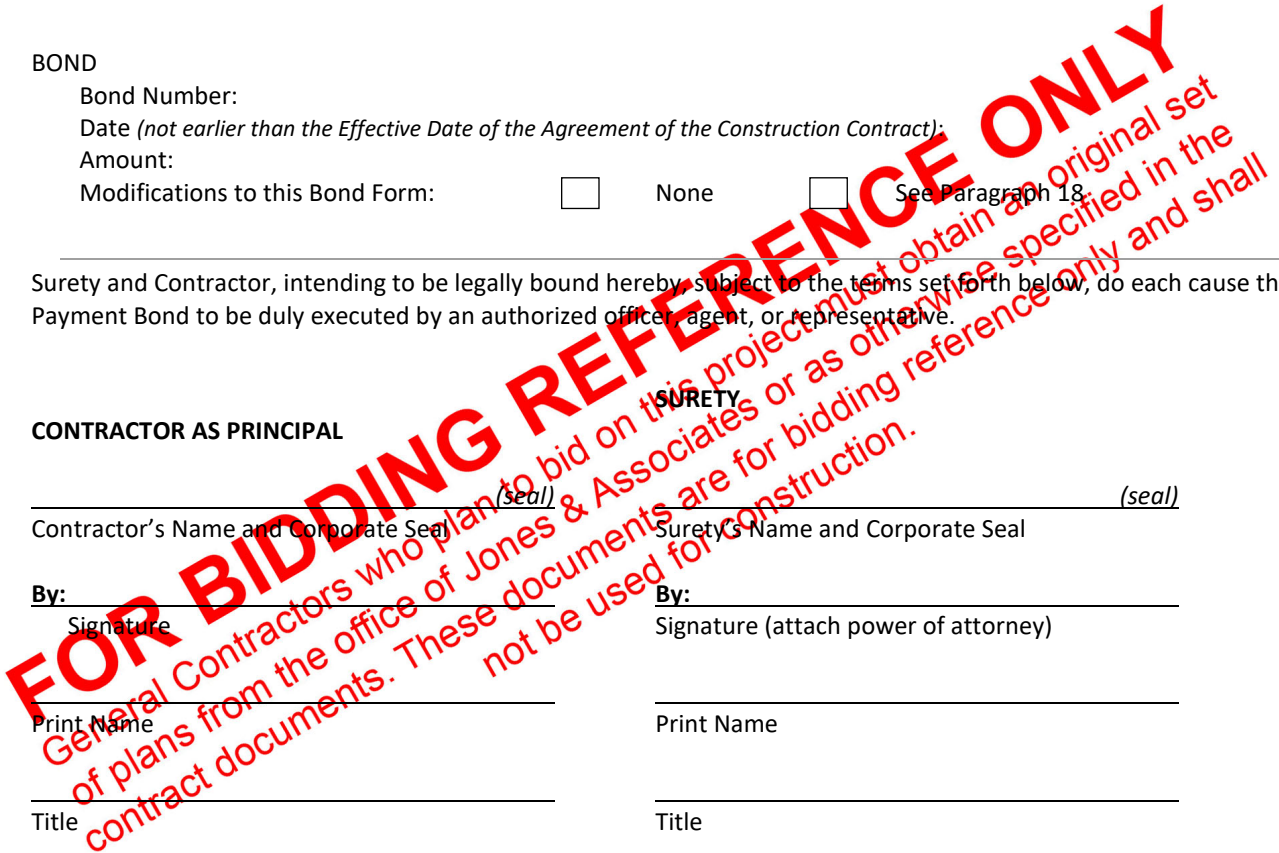 BOND
Bond Number:
Date (not earlier than the Effective Date of the Agreement of the Construction Contract):
Amount:
Modifications to this Bond Form: None See Paragraph 18
Surety and Contractor, intending to be legally bound hereby, subject to the terms set forth below, do each cause th
Payment Bond to be duly executed by an authorized officer, agent, or representative.
SURETY
CONTRACTOR AS PRINCIPAL
(seal) (seal)
Contractor’s Name and Corporate Seal Surety’s Name and Corporate Seal
By: By:
Signature Signature (attach power of attorney)
Print Name Print Name
Title Title
FOR BIDDING REFERENCE ONLY
General Contractors who plan to bid on this project must obtain an original set
of plans from the office of Jones & Associates or as otherwise specified in the
contract documents. These documents are for bidding reference only and shall
not be used for construction.